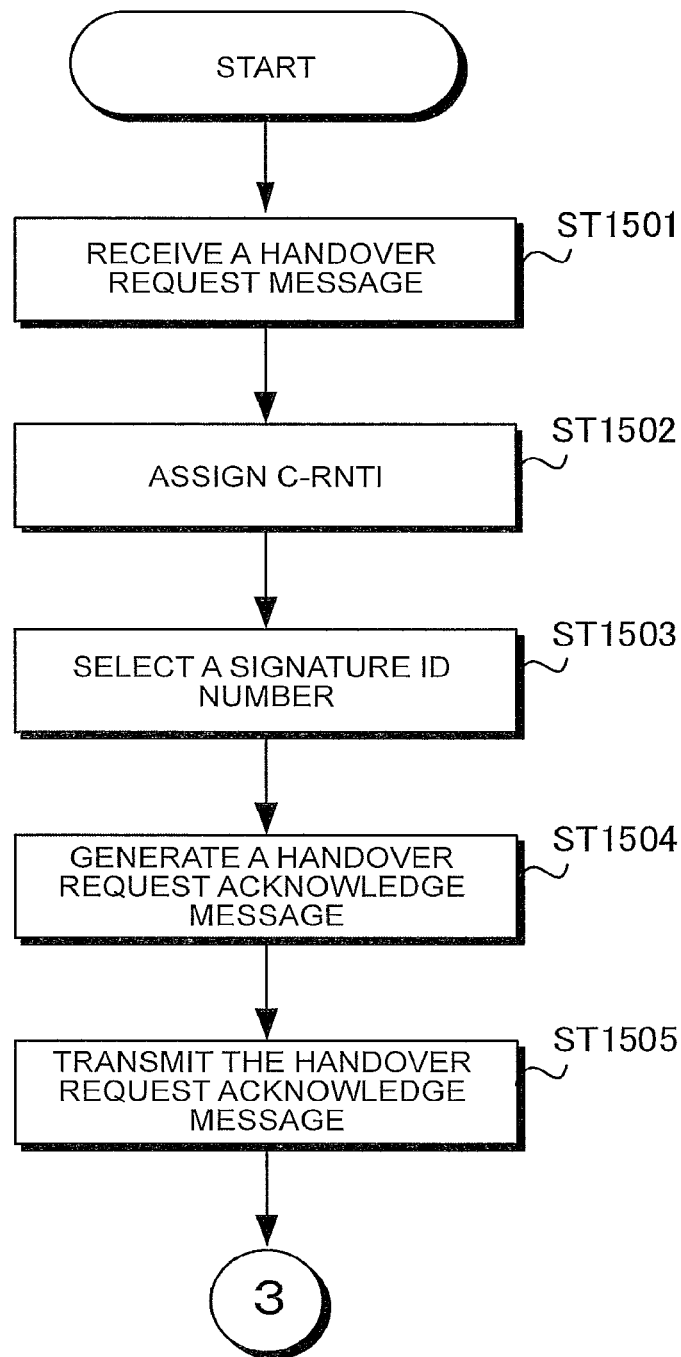 START
ST1501
RECEIVE A HANDOVER
REQUEST MESSAGE
ST1502
ASSIGN C-RNTI
ST1503
SELECT A SIGNATURE ID
NUMBER
ST1504
GENERATE A HANDOVER
REQUEST ACKNOWLEDGE
MESSAGE
ST1505
TRANSMIT THE HANDOVER
REQUEST ACKNOWLEDGE
MESSAGE
3